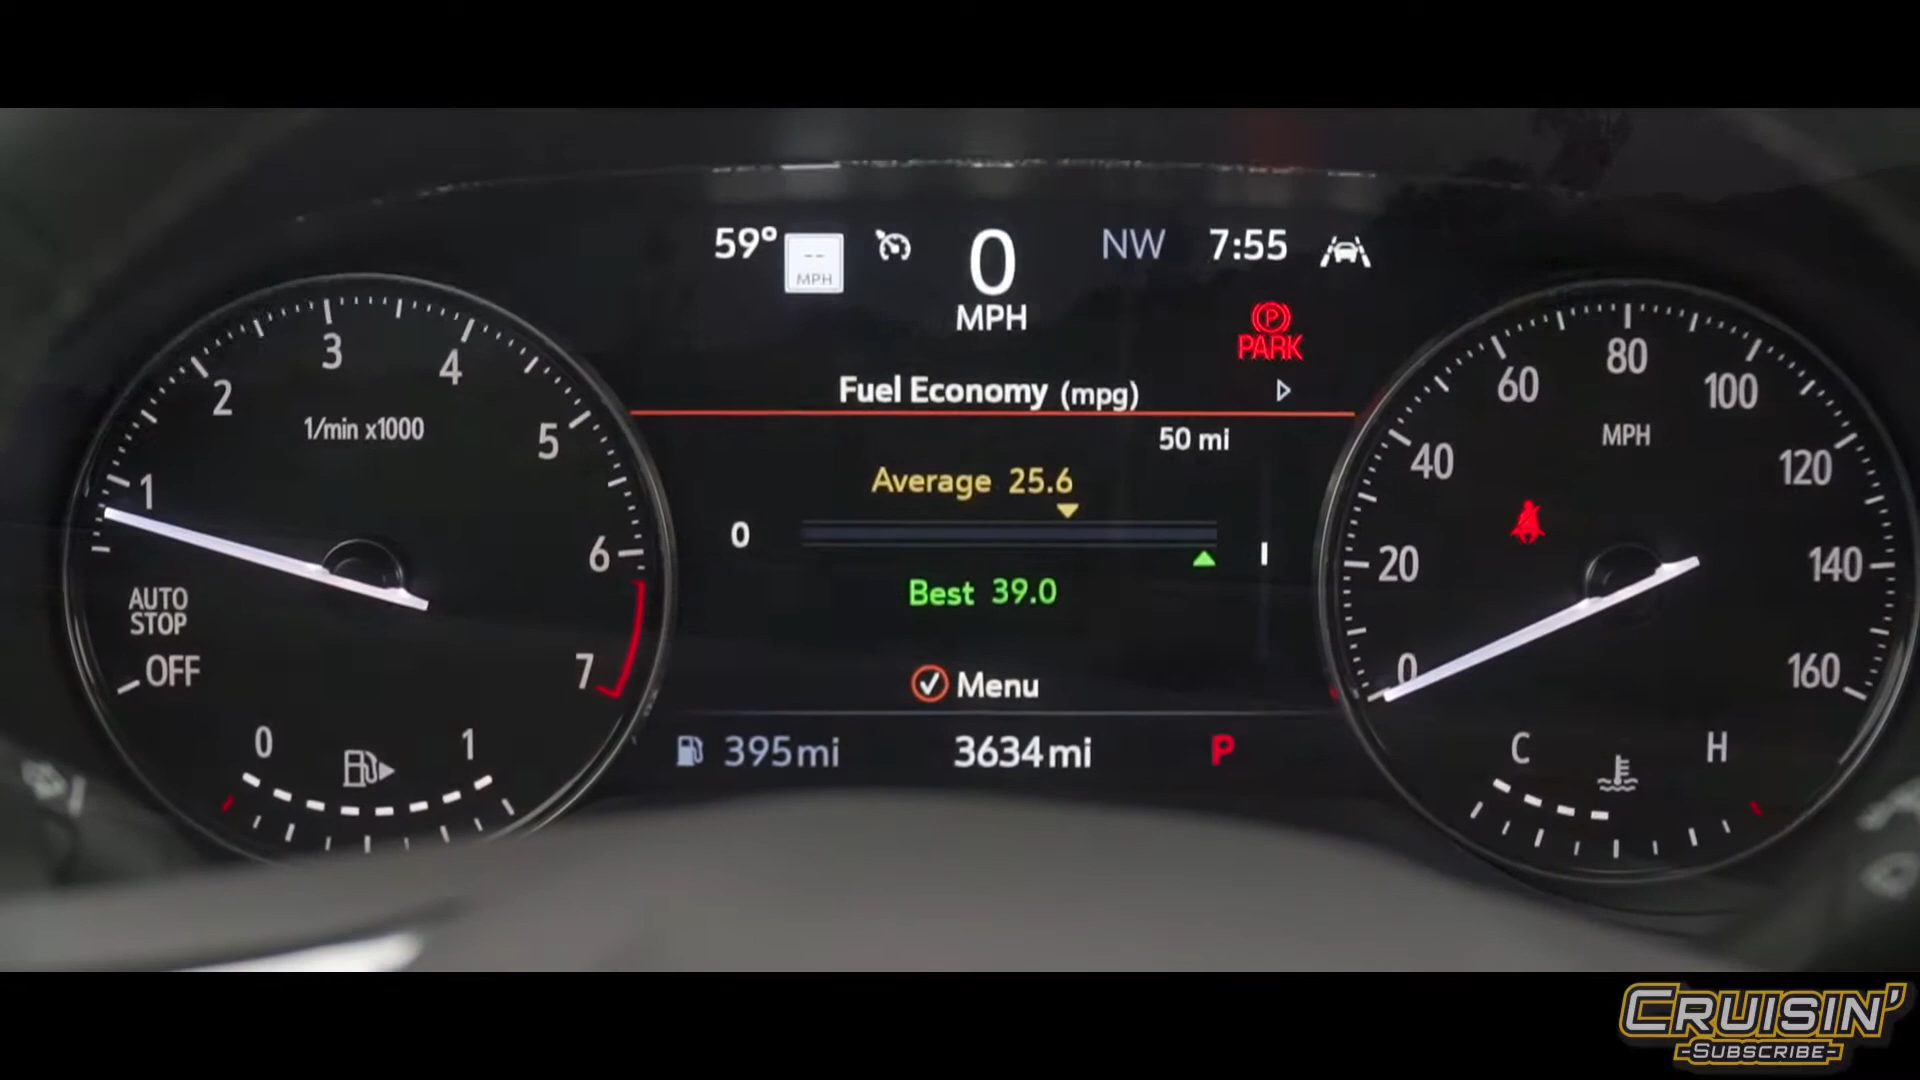 59° -- MPH 0 MPH NW 7:55
P
PARK
Fuel Economy (mpg)
50 mi
Average 25.6
0
Best 39.0
Menu
395mi 3634mi P
OFF 1 2 3 4 5 6 7
1/min x1000
AUTO
STOP
0 1
0 20 40 60 80 100 120 140 160
MPH
C H
CRUISIN'
-SUBSCRIBE-